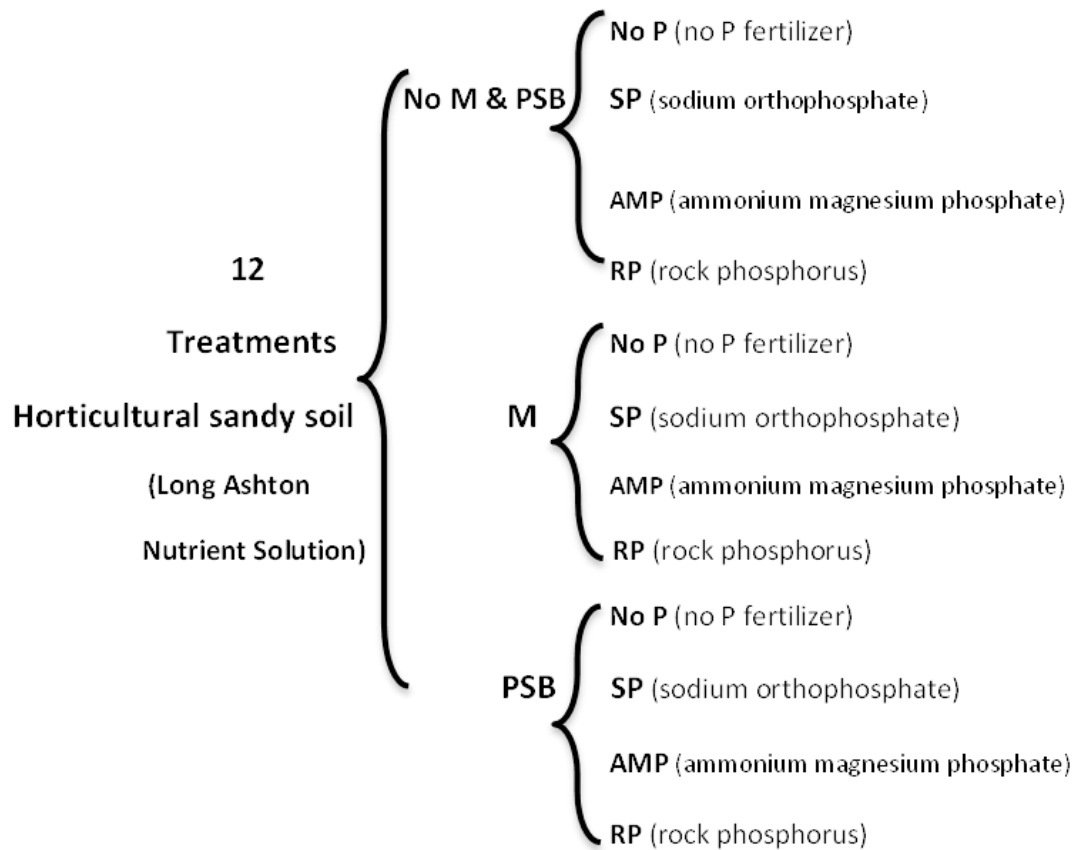 12
Treatments
Horticultural sandy soil
(Long Ashton
Nutrient Solution)
No M & PSB
No P (no P fertilizer)
SP (sodium orthophosphate)
AMP (ammonium magnesium phosphate)
RP (rock phosphorus)
M
No P (no P fertilizer)
SP (sodium orthophosphate)
AMP (ammonium magnesium phosphate)
RP (rock phosphorus)
PSB
No P (no P fertilizer)
SP (sodium orthophosphate)
AMP (ammonium magnesium phosphate)
RP (rock phosphorus)